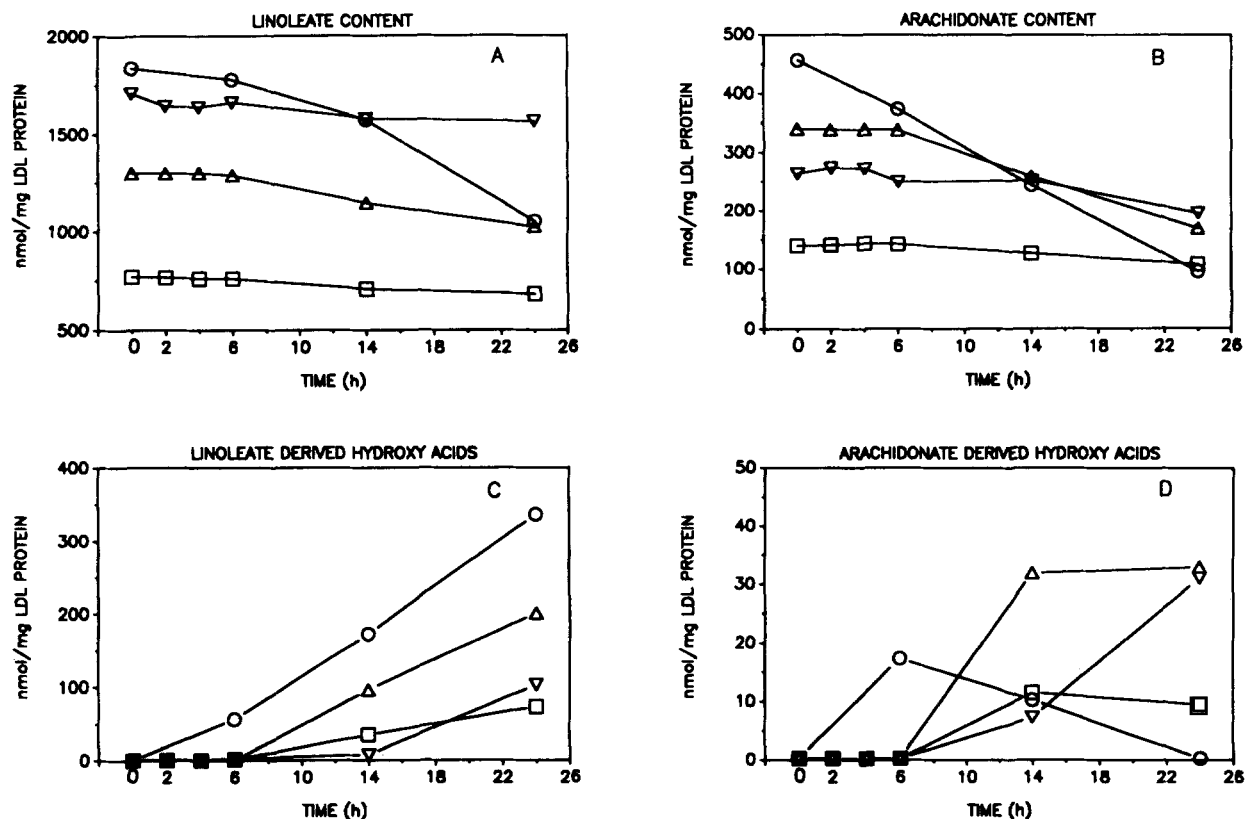 LINOLEATE CONTENT
A
nmol/mg LDL PROTEIN
2000
1500
1000
500
0 2 6 10 14 18 22 26
TIME (h)
ARACHIDONATE CONTENT
B
nmol/mg LDL PROTEIN
500
400
300
200
100
0
0 2 6 10 14 18 22 26
TIME (h)
LINOLEATE DERIVED HYDROXY ACIDS
C
nmol/mg LDL PROTEIN
400
300
200
100
0
0 2 6 10 14 18 22 26
TIME (h)
ARACHIDONATE DERIVED HYDROXY ACIDS
D
nmol/mg LDL PROTEIN
50
40
30
20
10
0
0 2 6 10 14 18 22 26
TIME (h)